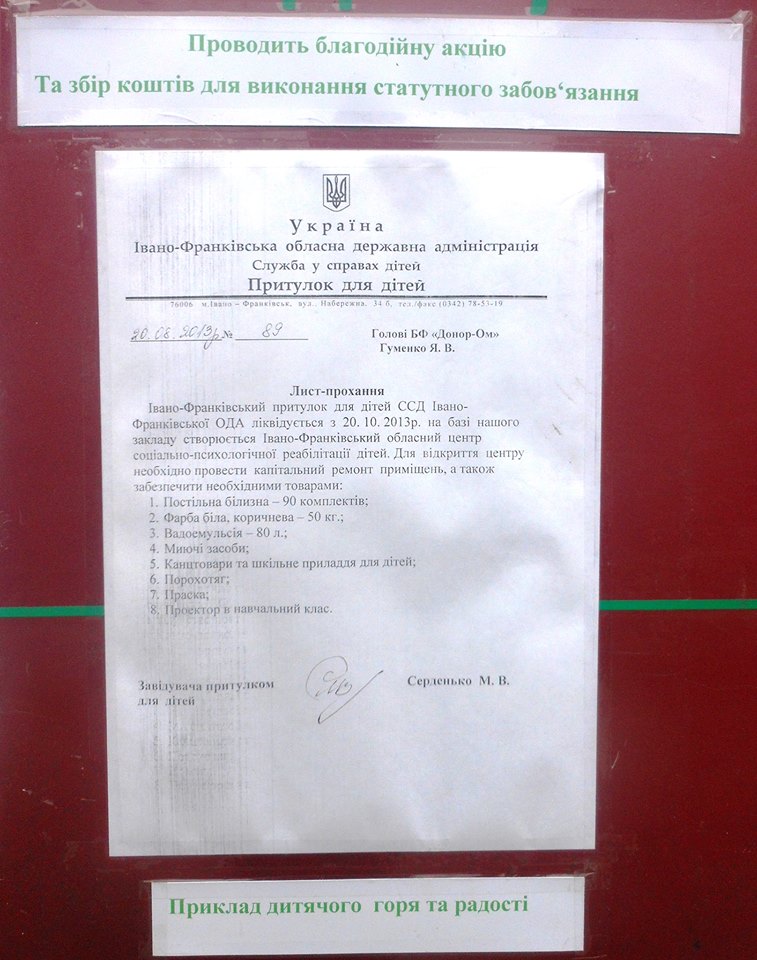 Проводить благодійну акцію
Та збір коштів для виконання статутного забов‘язання
Україна
Івано-Франківська обласна державна адміністрація
Служба у справах дітей
Притулок для дітей
76006 м.Івано – Франківськ, вул. Набережна, 34 б, тел./факс (0342) 78-53-19
20.08.2013р № 89
Голові БФ «Донор-Ом»
Гуменко Я. В.
Лист-прохання
Івано-Франківський притулок для дітей ССД Івано-
Франківської ОДА ліквідується з 20. 10. 2013р. на базі нашого
закладу створюється Івано-Франківський обласний центр
соціально-психологічної реабілітації дітей. Для відкриття центру
необхідно провести капітальний ремонт приміщень, а також
забезпечити необхідними товарами:
1. Постільна білизна – 90 комплектів;
2. Фарба біла, коричнева – 50 кг.;
3. Вадоемульсія – 80 л.;
4. Миючі засоби;
5. Канцтовари та шкільне приладдя для дітей;
6. Порохотяг;
7. Праска;
8. Проектор в навчальний клас.
Завідувача притулком
для дітей
Серденько М. В.
Приклад дитячого горя та радості